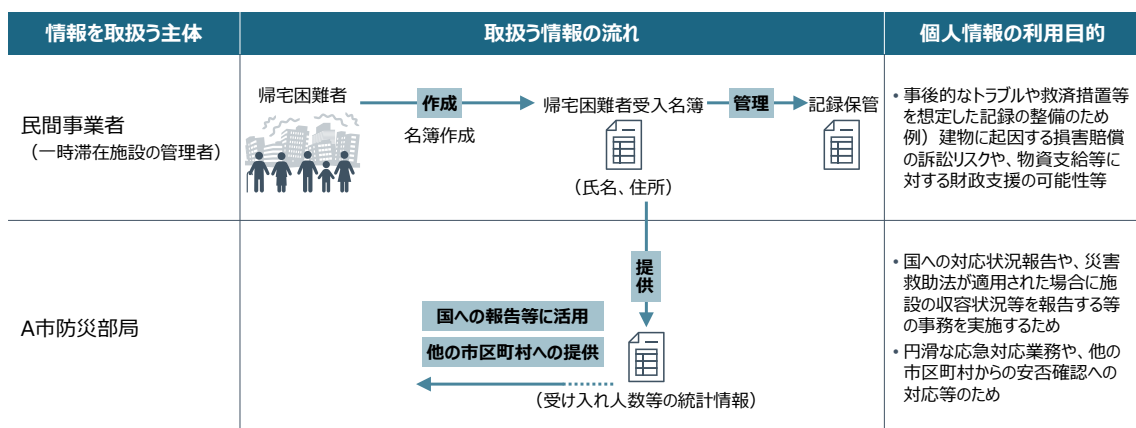 情報を取扱う主体
取扱う情報の流れ
個人情報の利用目的
民間事業者
（一時滞在施設の管理者）
帰宅困難者
作成
名簿作成
帰宅困難者受入名簿
（氏名、住所）
管理
記録保管
• 事後的なトラブルや救済措置等
を想定した記録の整備のため
例）建物に起因する損害賠償
の訴訟リスクや、物資支給等に
対する財政支援の可能性等
A市防災部局
提供
国への報告等に活用
他の市区町村への提供
（受け入れ人数等の統計情報）
• 国への対応状況報告や、災害
救助法が適用された場合に施
設の収容状況等を報告する等
の事務を実施するため
• 円滑な応急対応業務や、他の
市区町村からの安否確認への
対応等のため